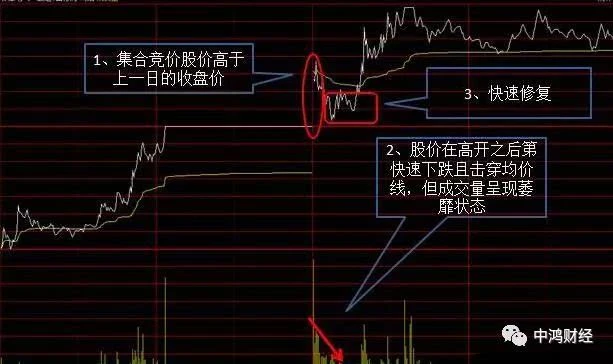 1、集合竞价股价高于
上一日的收盘价
3、快速修复
2、股价在高开之后第
快速下跌且击穿均价
线，但成交量呈现萎
靡状态
中鸿财经